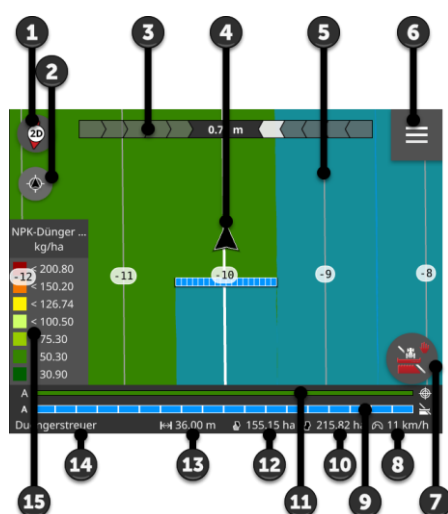 1
2
3
4
5
6
2D
0.7 m
NPK-Dünger ...
kg/ha
< 200.80
< 150.20
< 126.74
< 100.50
75.30
50.30
30.90
-12
-11
-10
-9
-8
A
A
Duengerstreuer
36.00 m
155.15 ha
215.82 ha
11 km/h
15
14
13
12
11
10
9
8
7